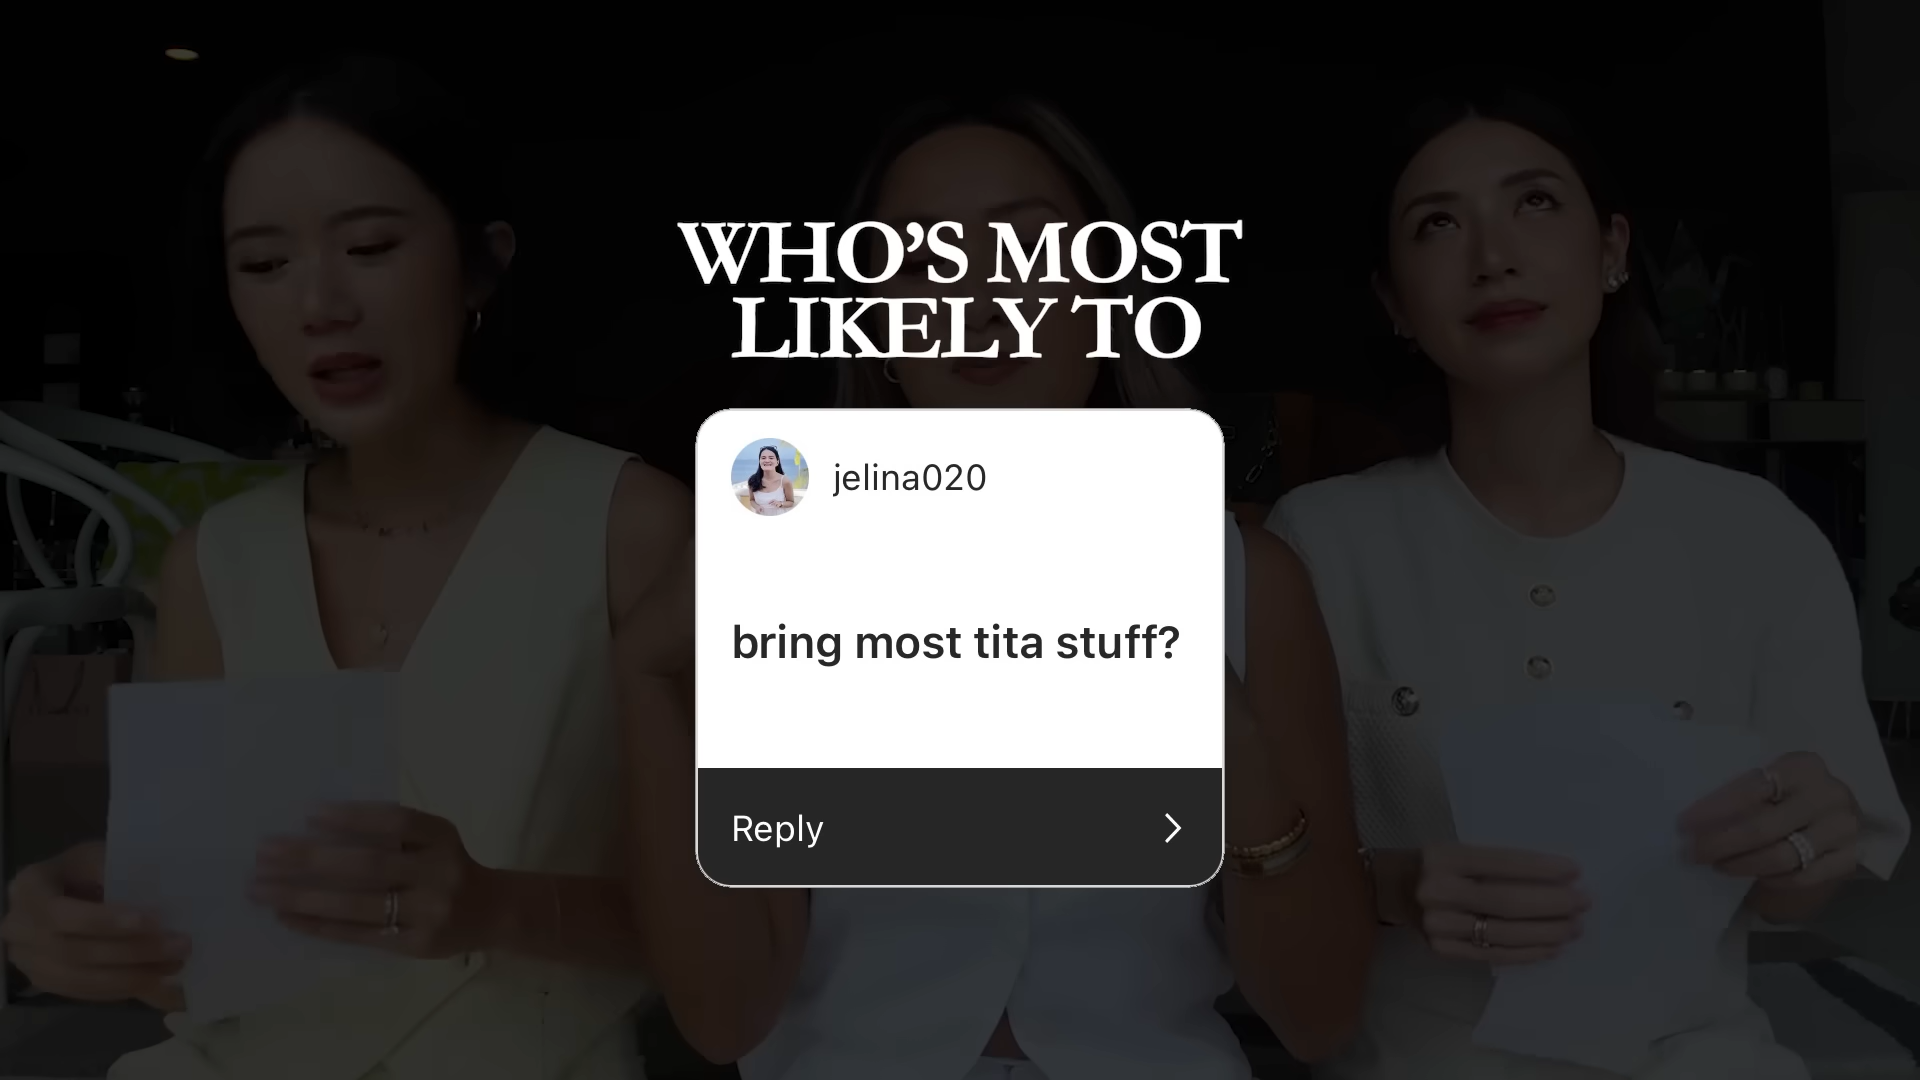 WHO'S MOST
LIKELY TO
jelina020
bring most tita stuff?
Reply